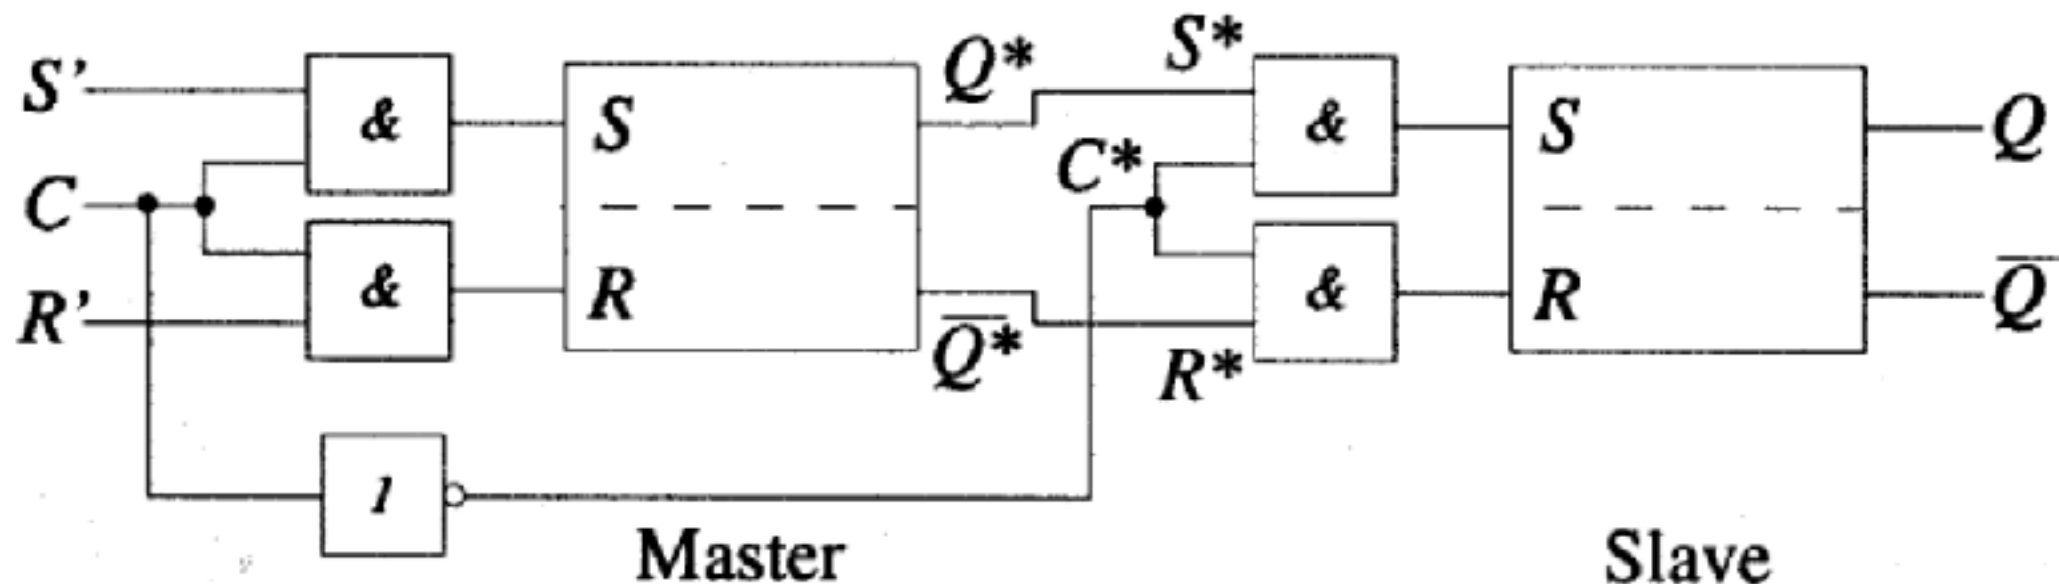 S'
C
R'
&
&
1
S
R
Master
Q*
Q̅*
S*
C*
R*
&
&
S
R
Slave
Q
Q̅